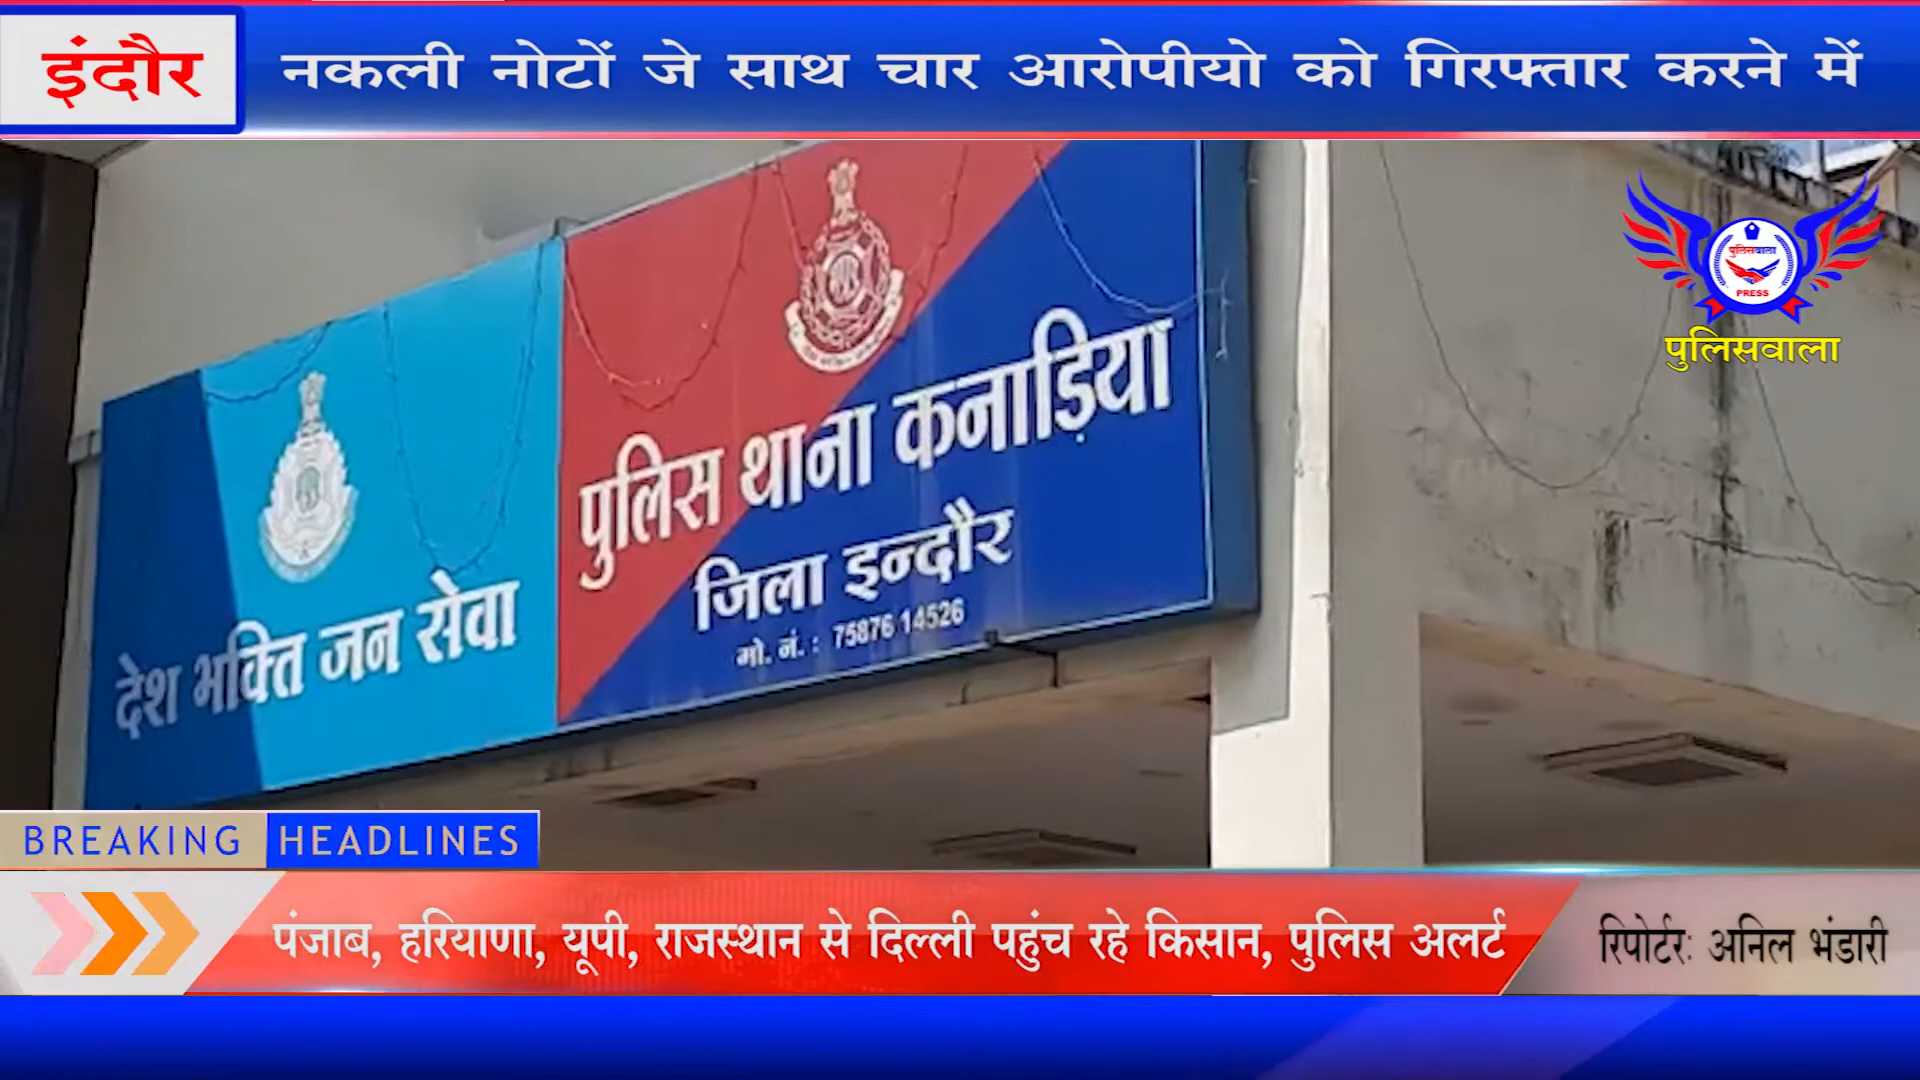 इंदौर
नकली नोटों जे साथ चार आरोपीयो को गिरफ्तार करने में
पुलिसवाला
PRESS
पुलिसवाला
पुलिस थाना कनाड़िया
जिला इन्दौर
मो. नं. : 75876 14526
देश भक्ति जन सेवा
BREAKING HEADLINES
पंजाब, हरियाणा, यूपी, राजस्थान से दिल्ली पहुंच रहे किसान, पुलिस अलर्ट
रिपोर्टर: अनिल भंडारी